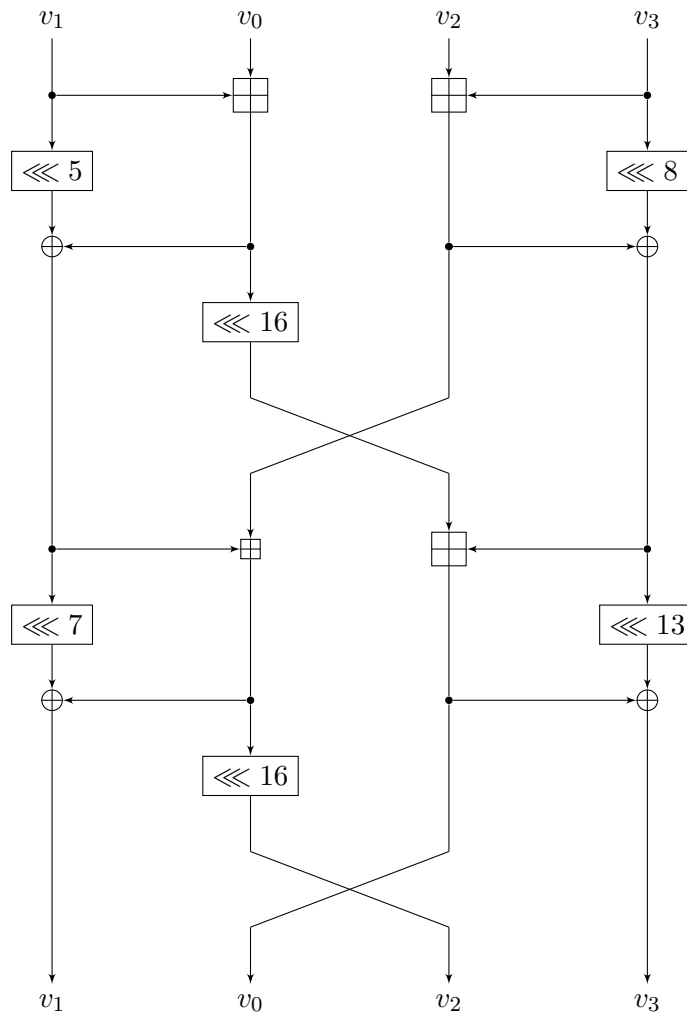 v₁ v₀ v₂ v₃
⋘ 5 ⋘ 8
⋘ 16
⋘ 7 ⋘ 13
⋘ 16
v₁ v₀ v₂ v₃